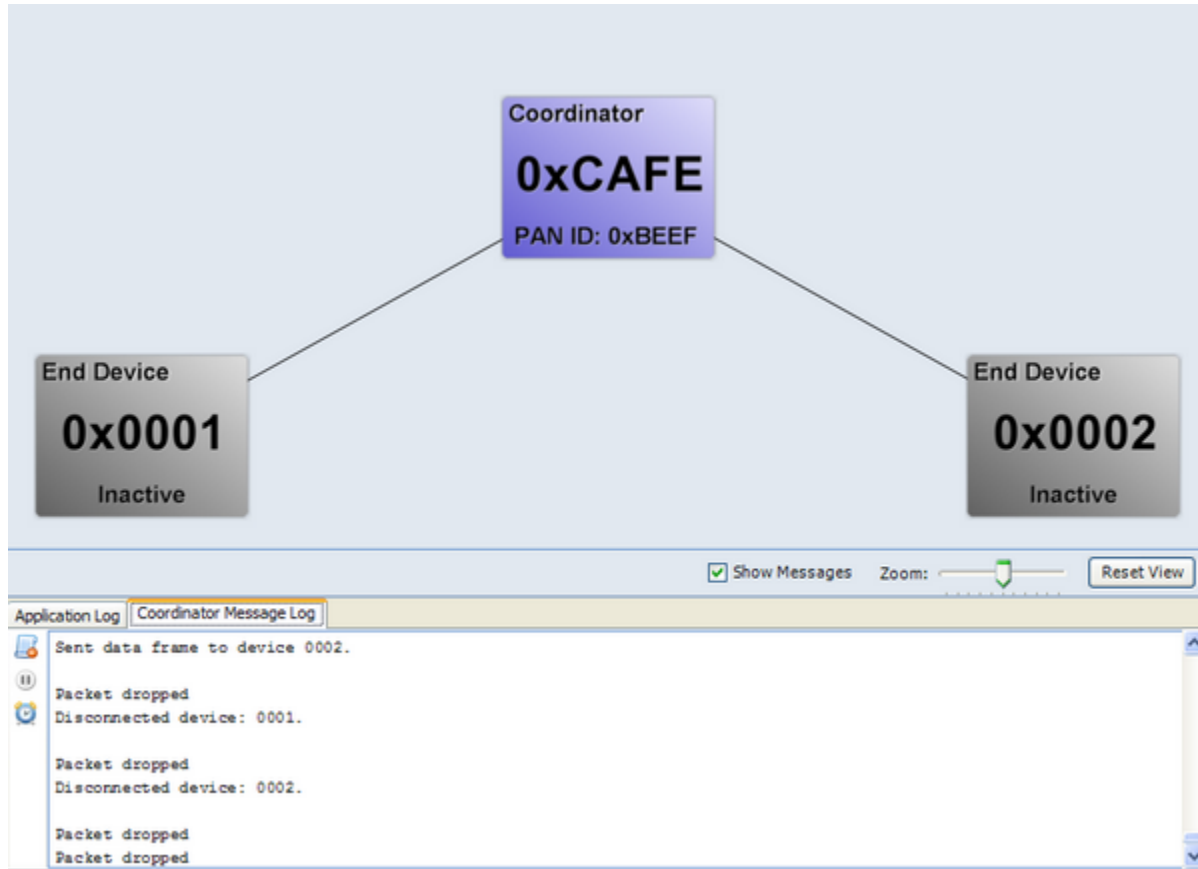 Coordinator
0xCAFE
PAN ID: 0xBEEF
End Device
0x0001
Inactive
End Device
0x0002
Inactive
Show Messages Zoom: Reset View
Application Log Coordinator Message Log
Sent data frame to device 0002.
Packet dropped
Disconnected device: 0001.
Packet dropped
Disconnected device: 0002.
Packet dropped
Packet dropped